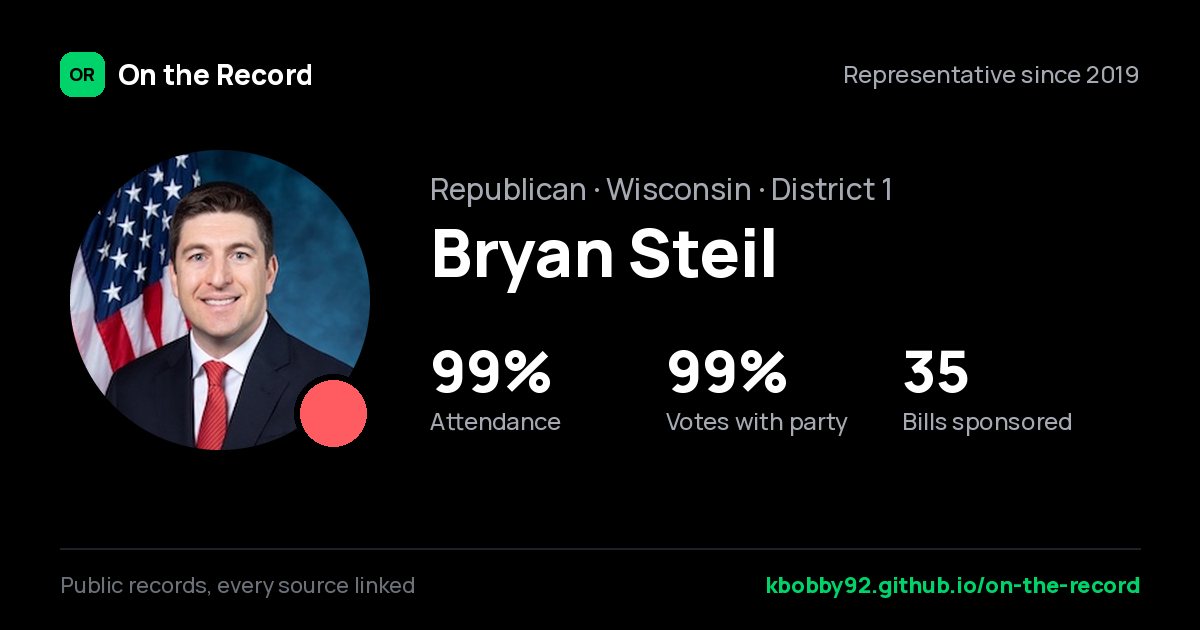 OR On the Record
Representative since 2019
Republican · Wisconsin · District 1
Bryan Steil
99% 99% 35
Attendance Votes with party Bills sponsored
Public records, every source linked
kbobby92.github.io/on-the-record